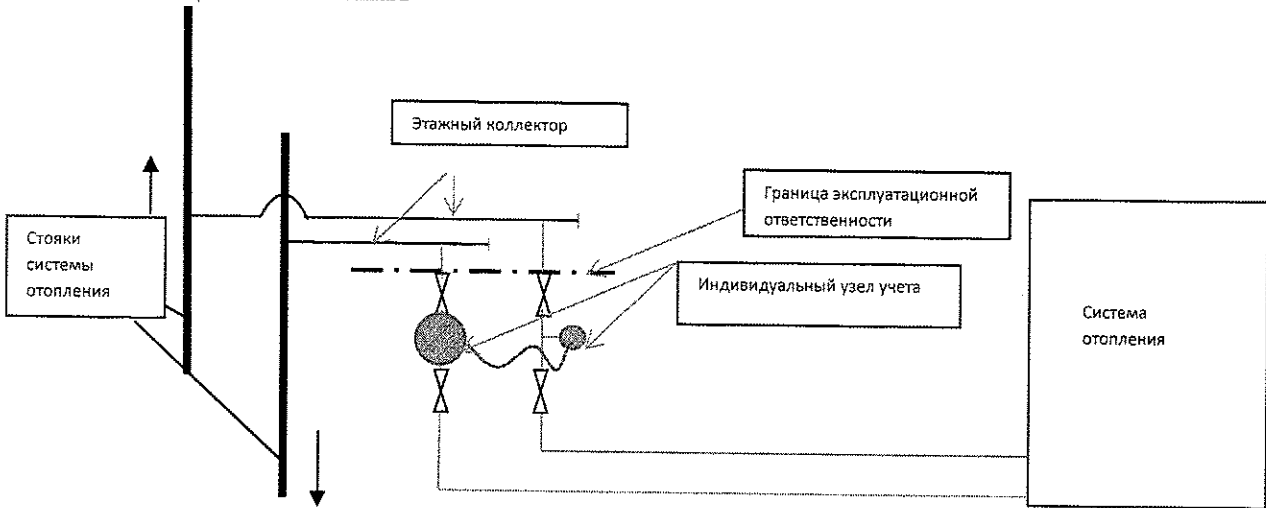 Этажный коллектор
Граница эксплуатационной
ответственности
Стояки
системы
отопления
Индивидуальный узел учета
Система
отопления